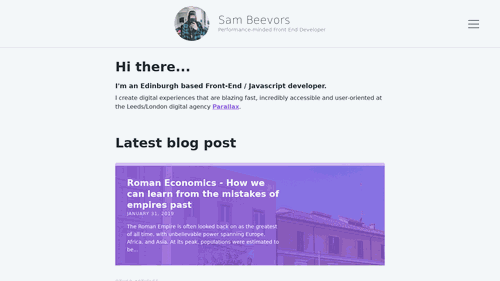 Sam Beevors
Performance-minded Front End Developer
Hi there...
I'm an Edinburgh based Front-End / Javascript developer.
I create digital experiences that are blazing fast, incredibly accessible and user-oriented at
the Leeds/London digital agency Parallax.
Latest blog post
Roman Economics - How we
can learn from the mistakes of
empires past
JANUARY 31, 2019
The Roman Empire is often looked back on as the greatest
of all time, with unbelievable power spanning Europe,
Africa, and Asia. At its peak, populations were estimated to
be...